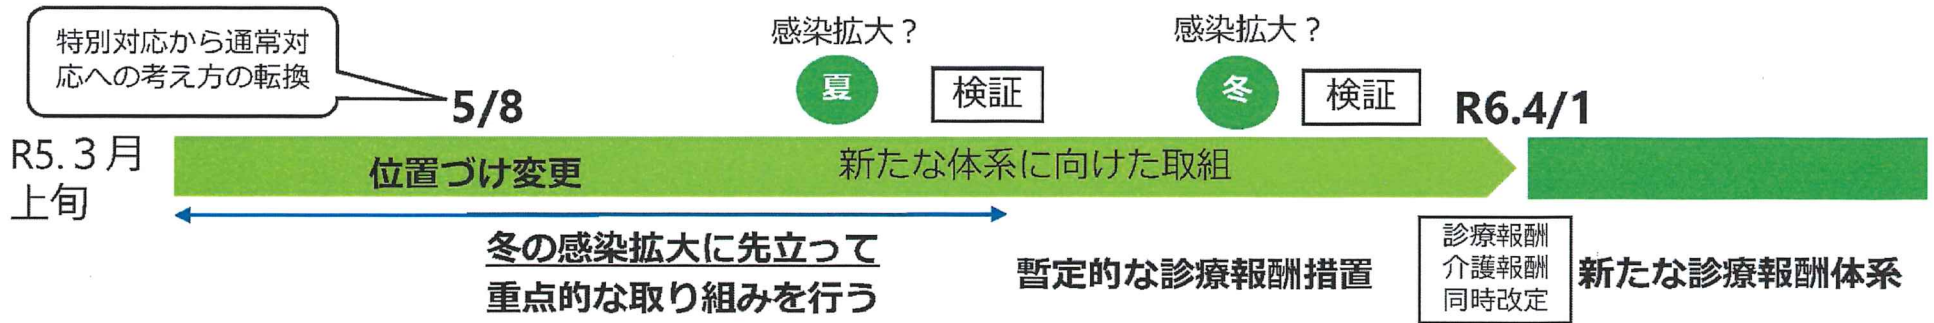 特別対応から通常対
応への考え方の転換
感染拡大？
感染拡大？
夏
検証
冬
検証
5/8
R6.4/1
R5.３月
上旬
位置づけ変更
新たな体系に向けた取組
冬の感染拡大に先立って
重点的な取り組みを行う
暫定的な診療報酬措置
診療報酬
介護報酬
同時改定
新たな診療報酬体系